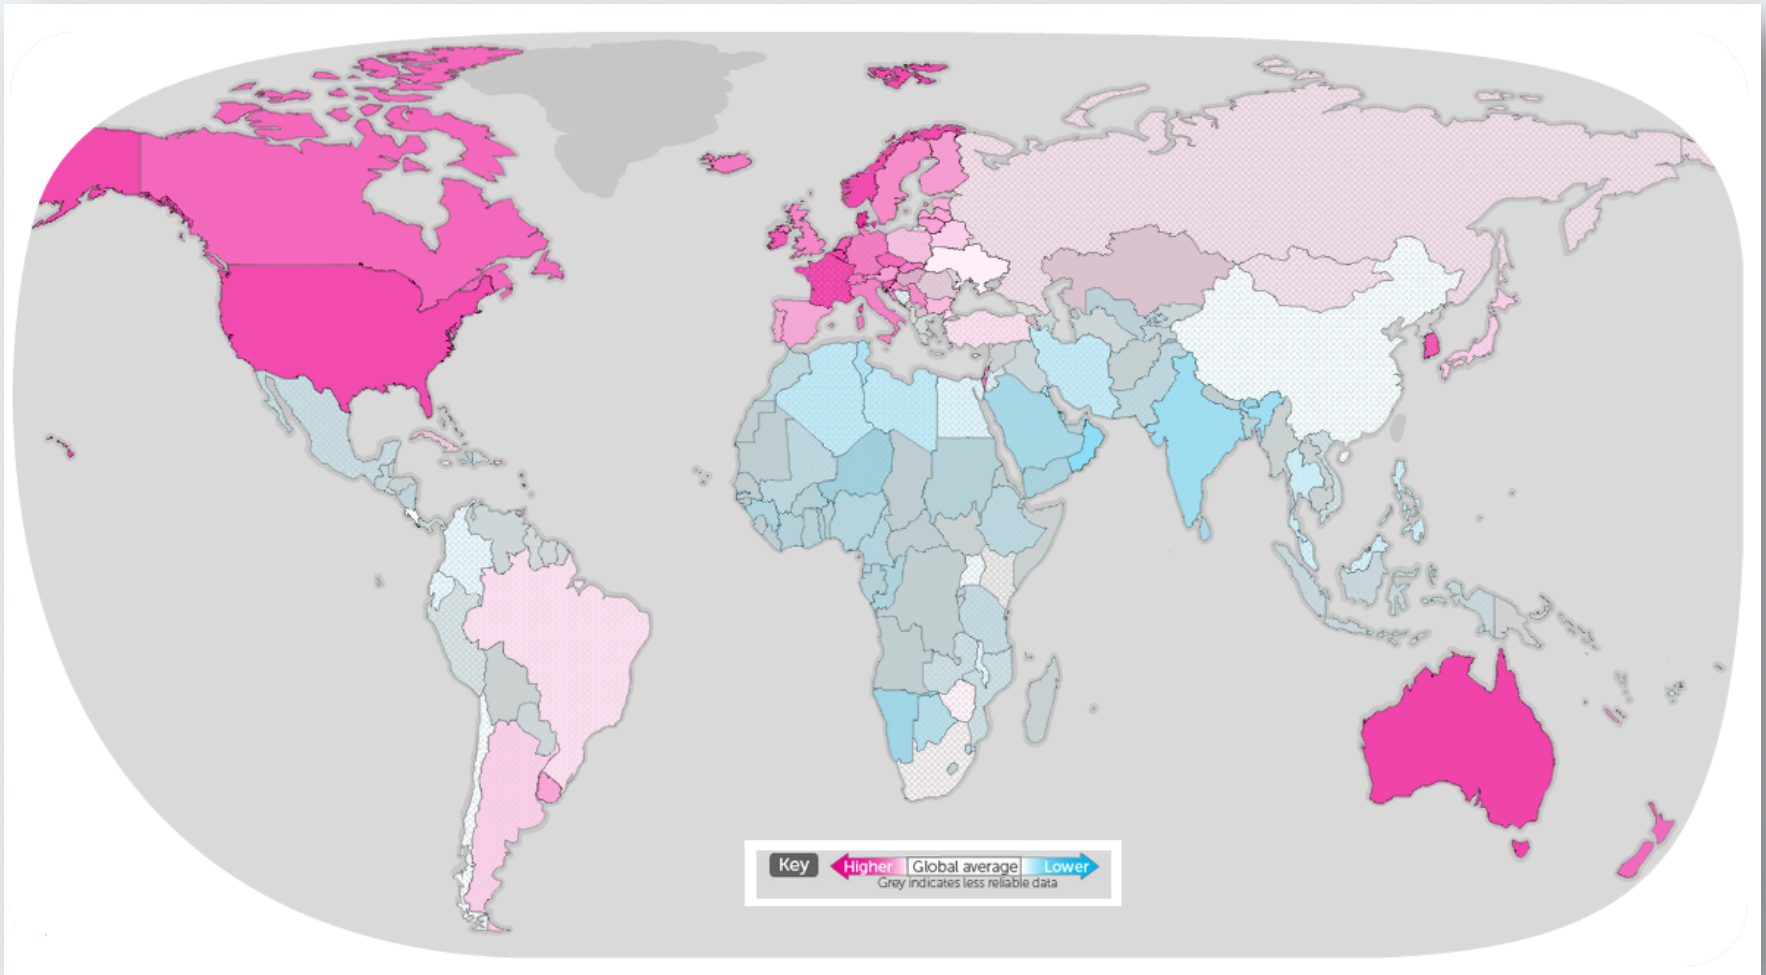 Key
Higher
Global average
Lower
Grey indicates less reliable data